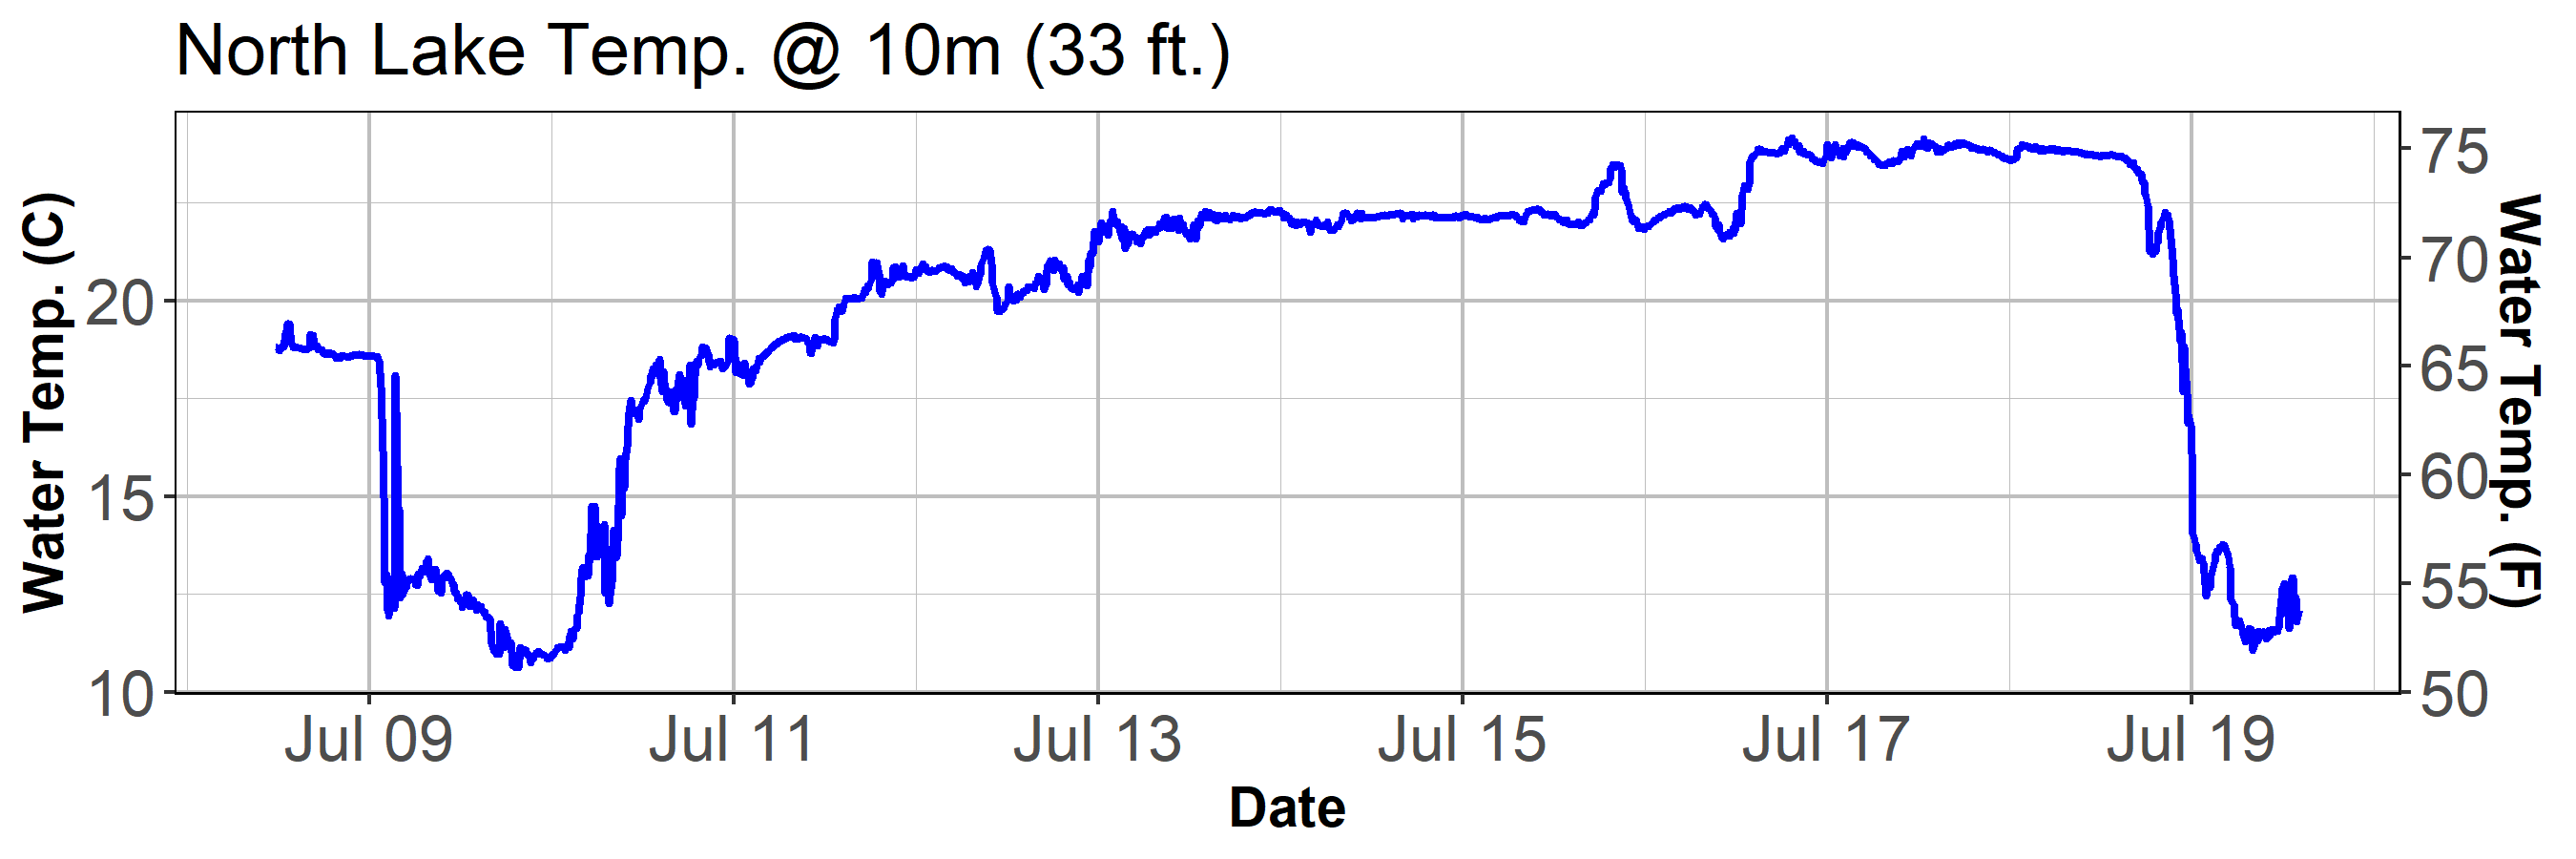 North Lake Temp. @ 10m (33 ft.)
Water Temp. (C)
20
15
10
75
70
65
60
55
50
Water Temp. (F)
Jul 09
Jul 11
Jul 13
Jul 15
Jul 17
Jul 19
Date